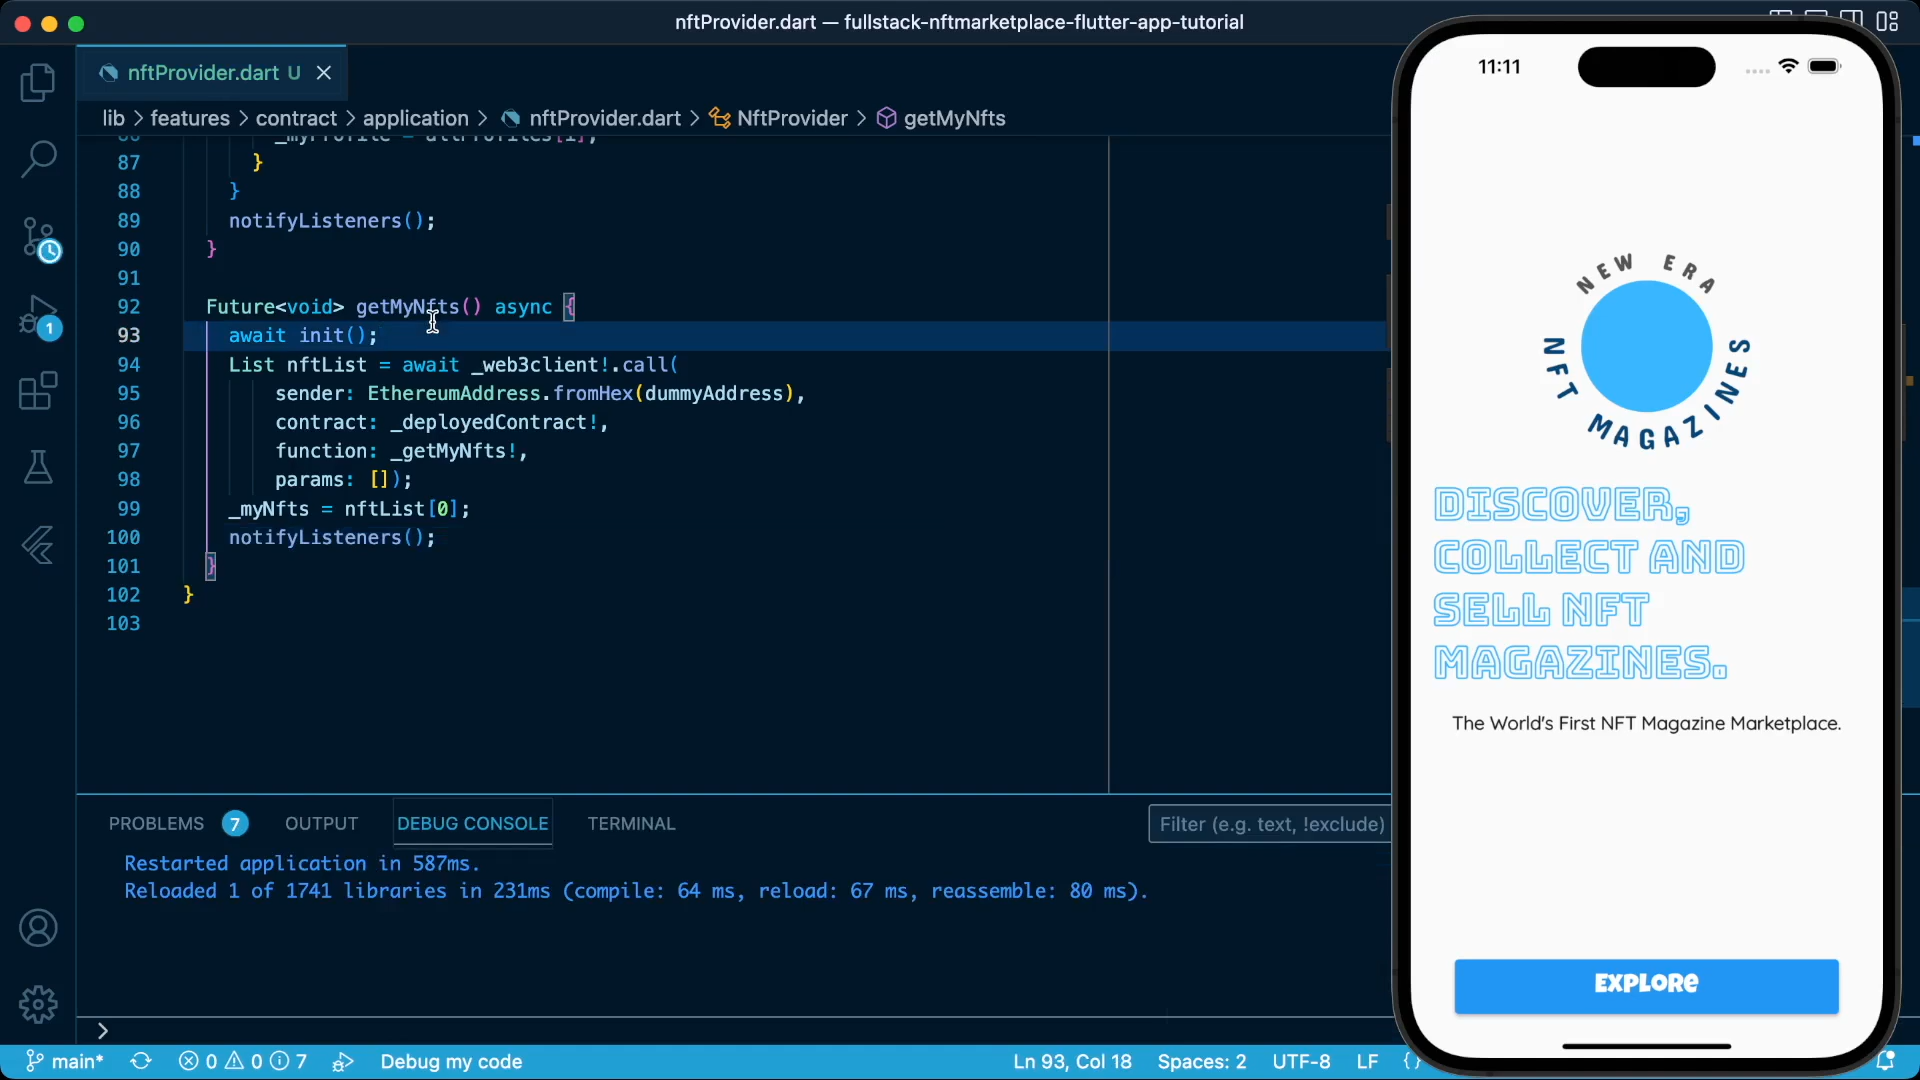 nftProvider.dart — fullstack-nftmarketplace-flutter-app-tutorial
nftProvider.dart U
lib > features > contract > application > nftProvider.dart > NftProvider > getMyNfts
87 }
88 }
89 notifyListeners();
90 }
91
92 Future<void> getMyNfts() async {
93 await init();
94 List nftList = await _web3client!.call(
95 sender: EthereumAddress.fromHex(dummyAddress),
96 contract: _deployedContract!,
97 function: _getMyNfts!,
98 params: []);
99 _myNfts = nftList[0];
100 notifyListeners();
101 }
102 }
103
1
PROBLEMS 7 OUTPUT DEBUG CONSOLE TERMINAL Filter (e.g. text, !exclude)
Restarted application in 587ms.
Reloaded 1 of 1741 libraries in 231ms (compile: 64 ms, reload: 67 ms, reassemble: 80 ms).
>
main* 0 0 7 Debug my code Ln 93, Col 18 Spaces: 2 UTF-8 LF {
11:11
NEW ERA
NFT MAGAZINES
DISCOVER,
COLLECT AND
SELL NFT
MAGAZINES.
The World's First NFT Magazine Marketplace.
EXPLORE